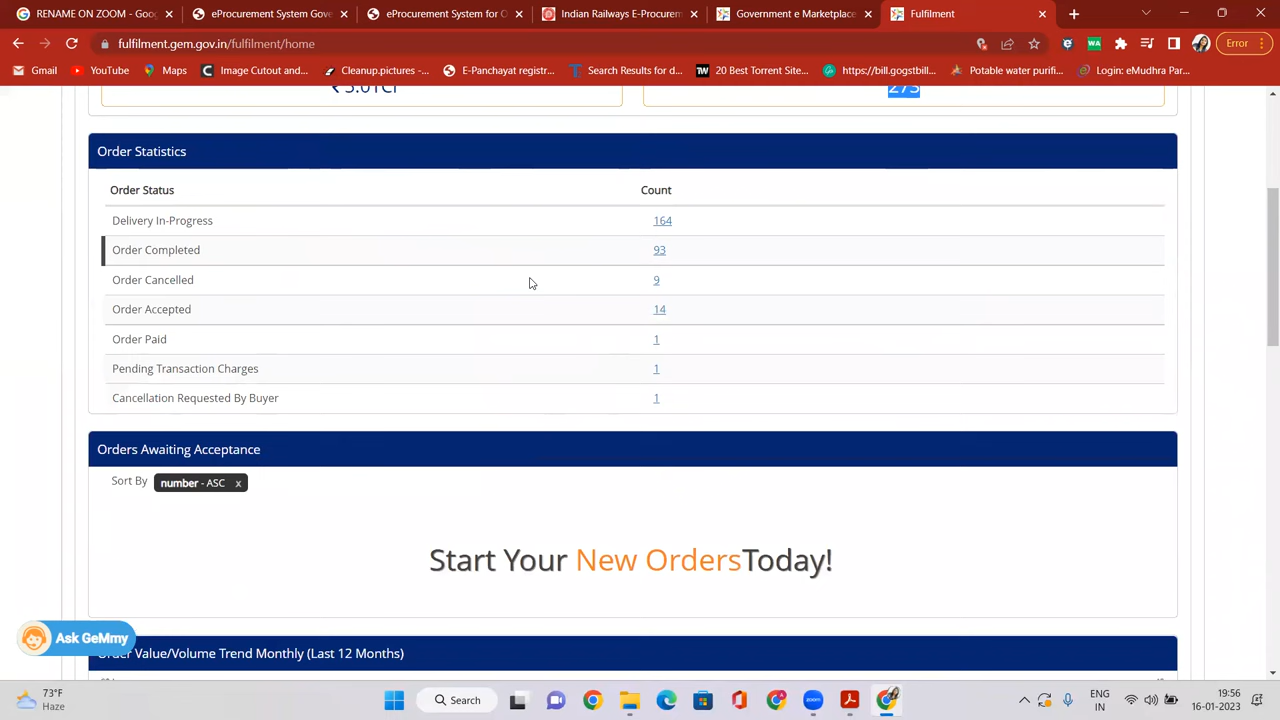 RENAME ON ZOOM - G
eProcurement System Gove
eProcurement System for O
Indian Railways E-Procurem
Government e Marketplace
Fulfilment
fulfilment.gem.gov.in/fulfilment/home
Error
Gmail
YouTube
Maps
Image Cutout and...
Cleanup.pictures -...
E-Panchayat registr...
Search Results for d...
20 Best Torrent Site...
https://bill.gogstbill...
Potable water purifi...
Login: eMudhra Par...
₹ 3.01Cr
273
Order Statistics
Order Status Count
Delivery In-Progress 164
Order Completed 93
Order Cancelled 9
Order Accepted 14
Order Paid 1
Pending Transaction Charges 1
Cancellation Requested By Buyer 1
Orders Awaiting Acceptance
Sort By number - ASC x
Start Your New OrdersToday!
Ask GeMmy
Order Value/Volume Trend Monthly (Last 12 Months)
73°F
Haze
Search
ENG
IN
19:56
16-01-2023